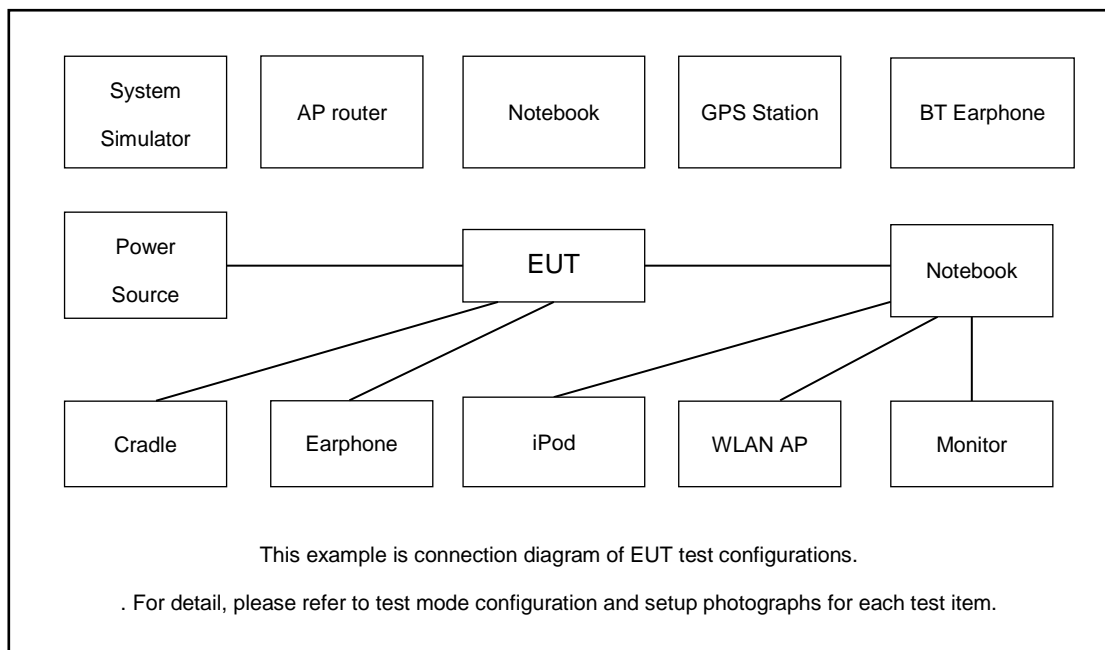 System
Simulator
AP router
Notebook
GPS Station
BT Earphone
Power
Source
EUT
Notebook
Cradle
Earphone
iPod
WLAN AP
Monitor
This example is connection diagram of EUT test configurations.
. For detail, please refer to test mode configuration and setup photographs for each test item.